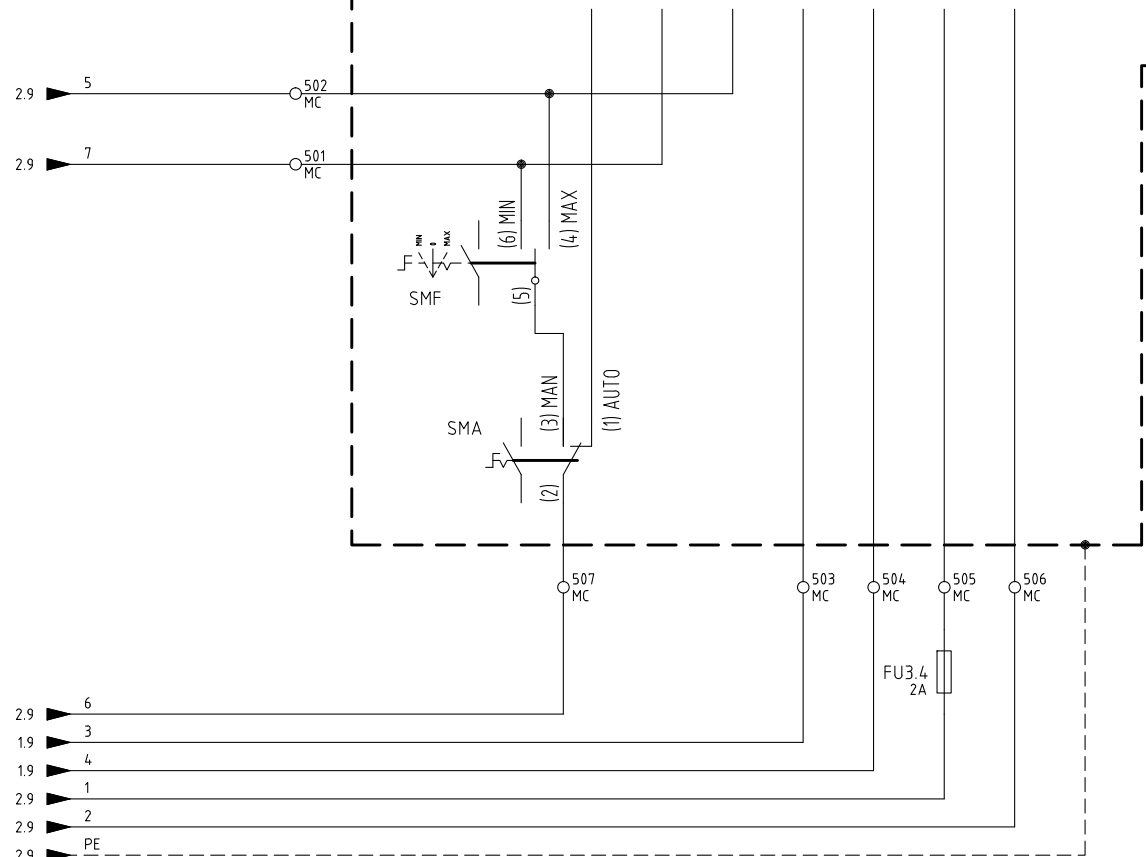 5
2.9
502
MC
7
2.9
501
MC
(6) MIN
(4) MAX
MIN
0
MAX
SMF
(5)
(3) MAN
(1) AUTO
SMA
(2)
507
MC
503
MC
504
MC
505
MC
506
MC
FU3.4
2A
6
2.9
3
1.9
4
1.9
1
2.9
2
2.9
PE
2.9